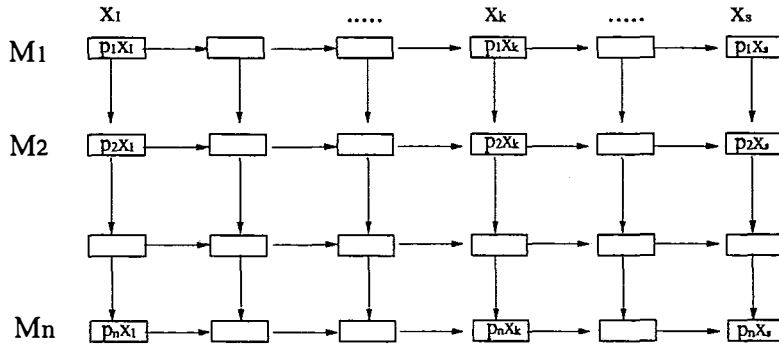 x1 ..... xk ..... xs
M1 p1x1 p1xk p1xs
M2 p2x1 p2xk p2xs
Mn pnx1 pnxk pnxs